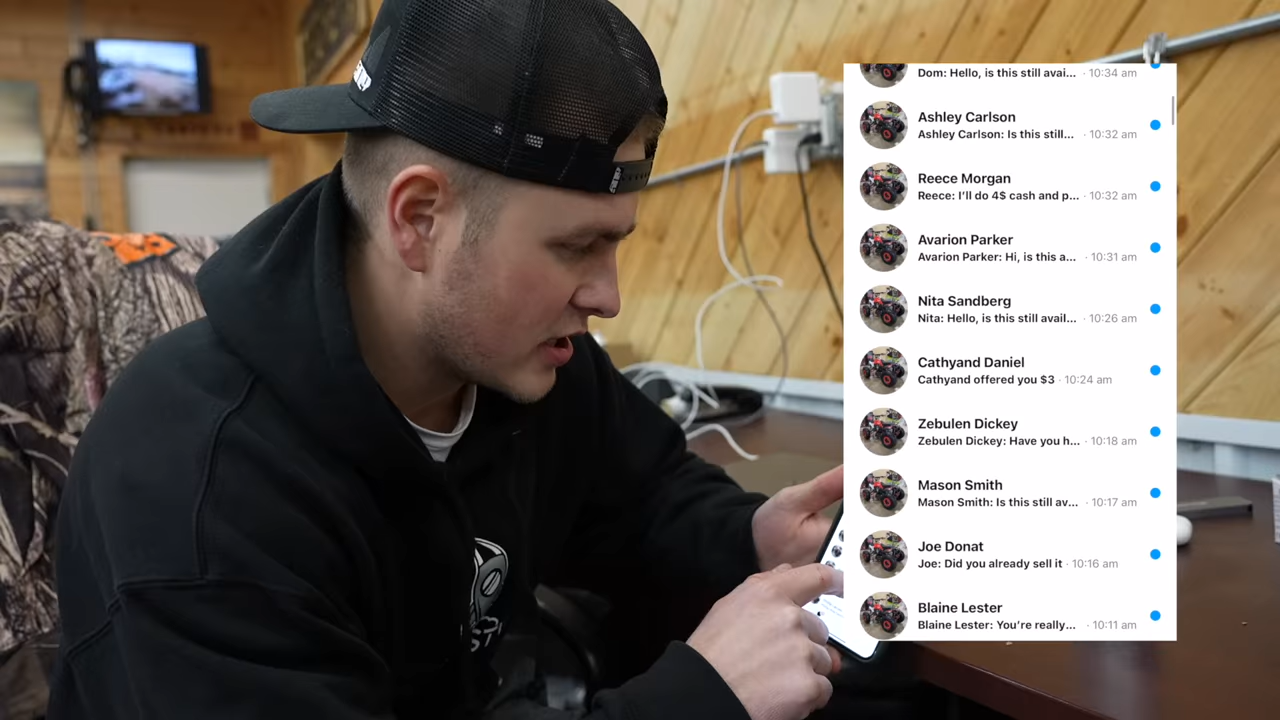 Dom: Hello, is this still avai... · 10:34 am
Ashley Carlson
Ashley Carlson: Is this still... · 10:32 am
Reece Morgan
Reece: I'll do 4$ cash and p... · 10:32 am
Avarion Parker
Avarion Parker: Hi, is this a... · 10:31 am
Nita Sandberg
Nita: Hello, is this still avail... · 10:26 am
Cathyand Daniel
Cathyand offered you $3 · 10:24 am
Zebulen Dickey
Zebulen Dickey: Have you h... · 10:18 am
Mason Smith
Mason Smith: Is this still av... · 10:17 am
Joe Donat
Joe: Did you already sell it · 10:16 am
Blaine Lester
Blaine Lester: You're really... · 10:11 am